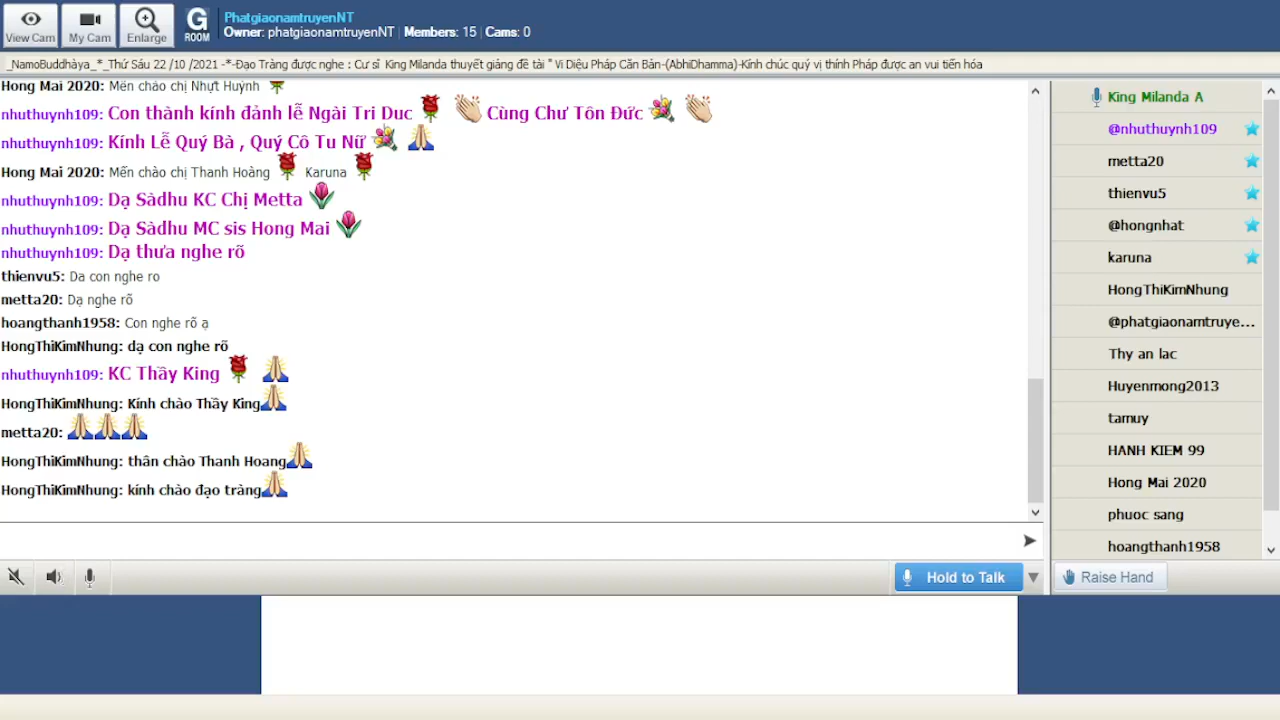 View Cam
My Cam
Enlarge
G
ROOM
PhatgiaonamtruyenNT
Owner: phatgiaonamtruyenNT | Members: 15 | Cams: 0
_NamoBuddhàya_*_Thứ Sáu 22 /10 /2021 -*-Đạo Tràng được nghe : Cư sĩ King Milanda thuyết giảng đề tài " Vi Diệu Pháp Căn Bản-(AbhiDhamma)-Kính chúc quý vị thính Pháp được an vui tiến hóa
Hong Mai 2020: Mến chào chị Nhựt Huỳnh
nhuthuynh109: Con thành kính đảnh lễ Ngài Tri Duc Cùng Chư Tôn Đức
nhuthuynh109: Kính Lễ Quý Bà , Quý Cô Tu Nữ
Hong Mai 2020: Mến chào chị Thanh Hoàng Karuna
nhuthuynh109: Dạ Sàdhu KC Chị Metta
nhuthuynh109: Dạ Sàdhu MC sis Hong Mai
nhuthuynh109: Dạ thưa nghe rõ
thienvu5: Da con nghe ro
metta20: Dạ nghe rõ
hoangthanh1958: Con nghe rõ ạ
HongThiKimNhung: dạ con nghe rõ
nhuthuynh109: KC Thầy King
HongThiKimNhung: Kính chào Thầy King
metta20:
HongThiKimNhung: thân chào Thanh Hoang
HongThiKimNhung: kính chào đạo tràng
Hold to Talk
King Milanda A
@nhuthuynh109
metta20
thienvu5
@hongnhat
karuna
HongThiKimNhung
@phatgiaonamtruye...
Thy an lac
Huyenmong2013
tamuy
HANH KIEM 99
Hong Mai 2020
phuoc sang
hoangthanh1958
Raise Hand